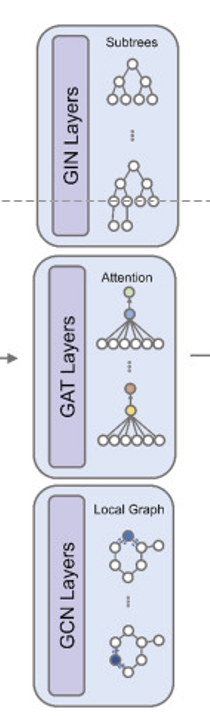 GIN Layers
Subtrees
...
GAT Layers
Attention
...
...
GCN Layers
Local Graph
...